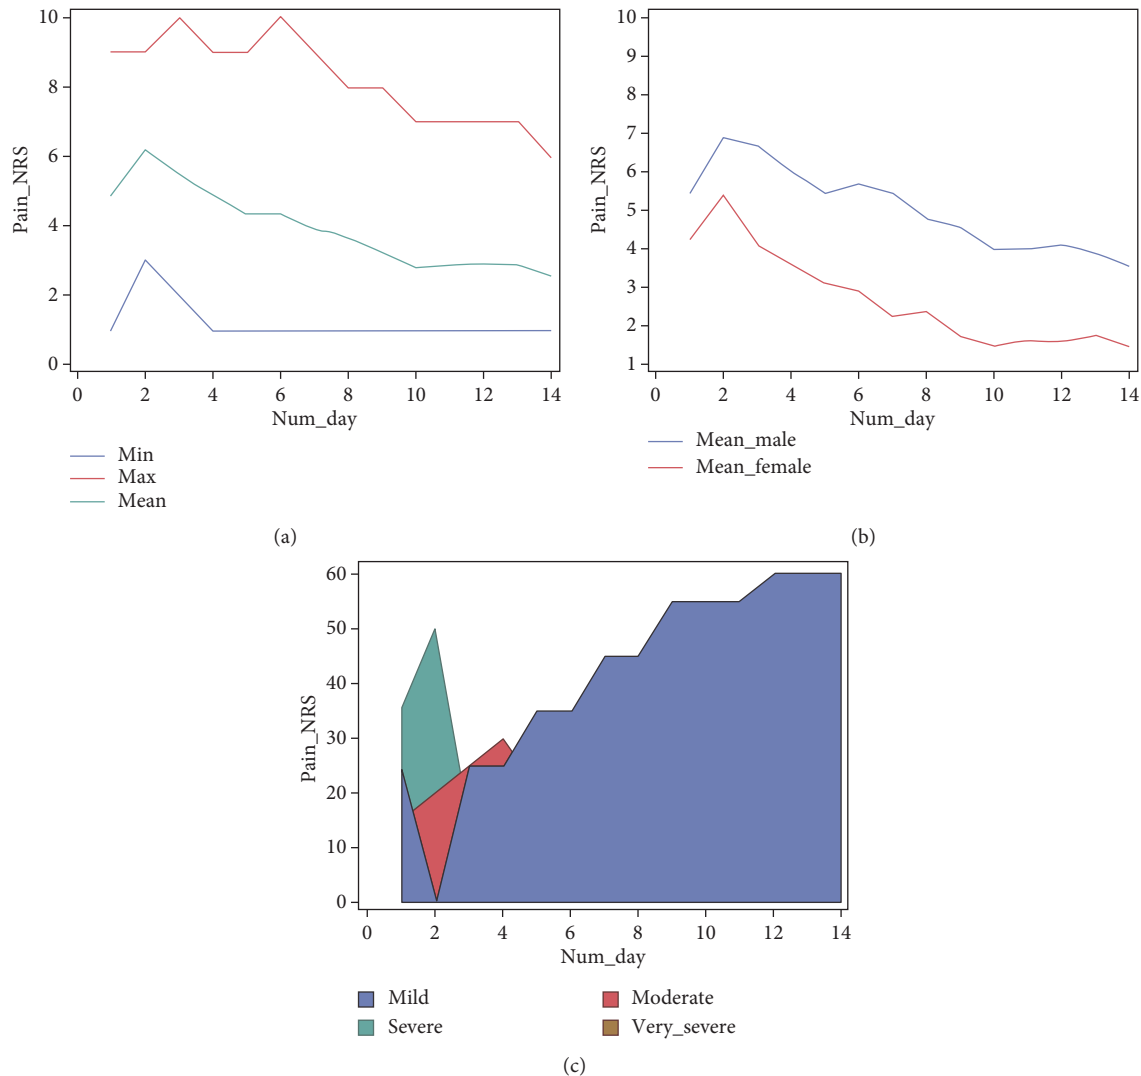 10
8
6
4
2
0
Pain_NRS
0 2 4 6 8 10 12 14
Num_day
Min
Max
Mean
(a)
10
9
8
7
6
5
4
3
2
1
Pain_NRS
0 2 4 6 8 10 12 14
Num_day
Mean_male
Mean_female
(b)
60
50
40
30
20
10
0
Pain_NRS
0 2 4 6 8 10 12 14
Num_day
Mild
Severe
Moderate
Very_severe
(c)